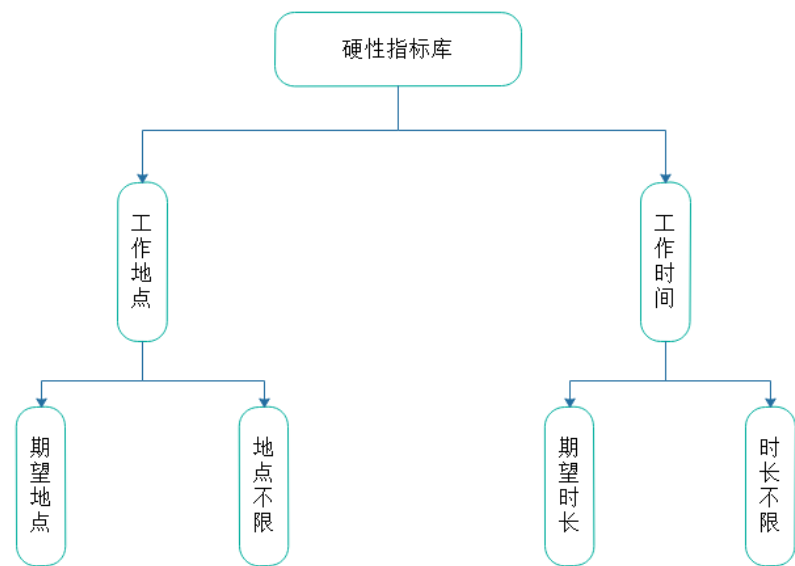 硬性指标库
工作地点
工作时间
期望地点
地点不限
期望时长
时长不限